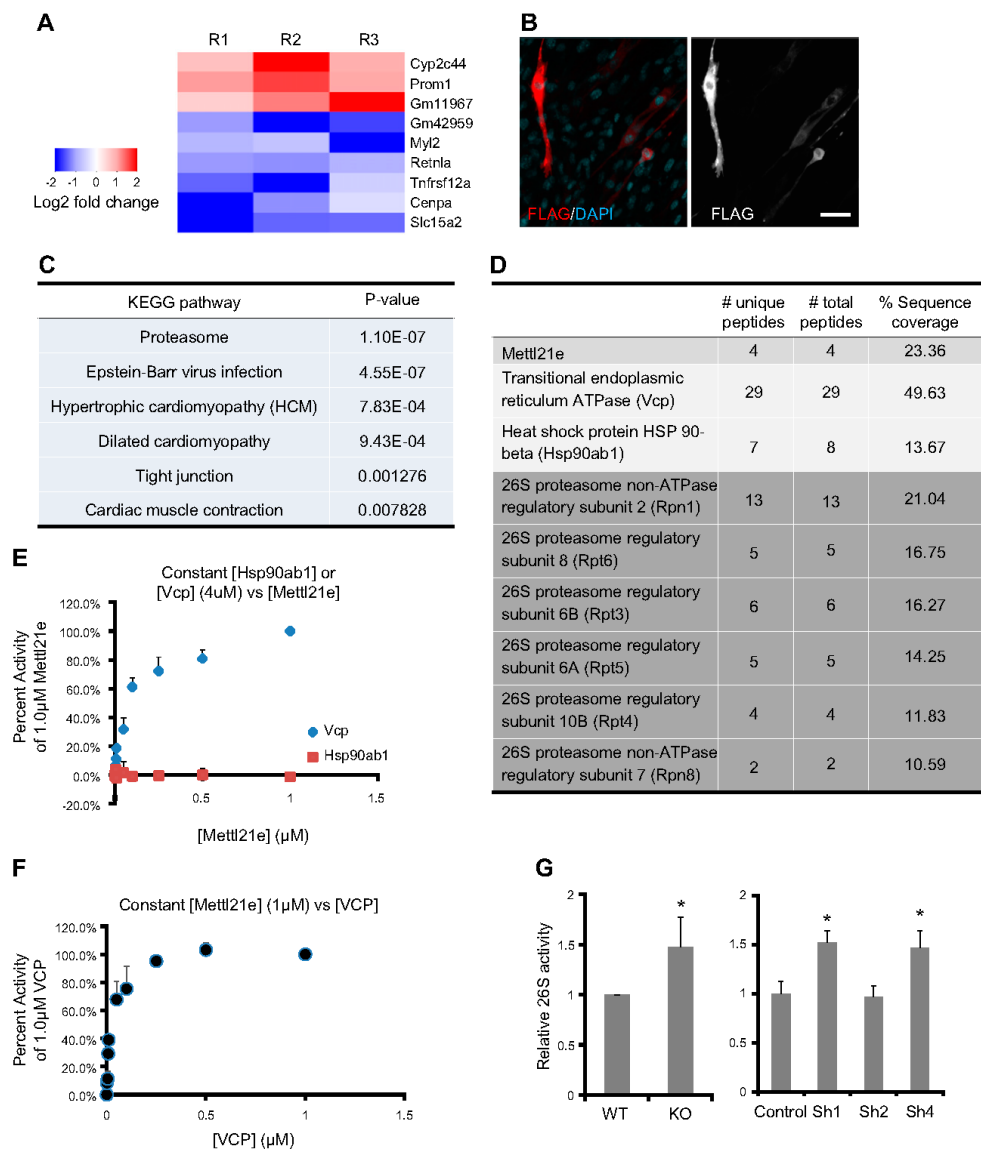 A
R1 R2 R3
Cyp2c44
Prom1
Gm11967
Gm42959
Myl2
Retnla
Tnfrsf12a
Cenpa
Slc15a2
-2 -1 0 1 2
Log2 fold change
B
FLAG/DAPI
FLAG
C
KEGG pathway P-value
Proteasome 1.10E-07
Epstein-Barr virus infection 4.55E-07
Hypertrophic cardiomyopathy (HCM) 7.83E-04
Dilated cardiomyopathy 9.43E-04
Tight junction 0.001276
Cardiac muscle contraction 0.007828
D
# unique peptides # total peptides % Sequence coverage
Mettl21e 4 4 23.36
Transitional endoplasmic
reticulum ATPase (Vcp) 29 29 49.63
Heat shock protein HSP 90-
beta (Hsp90ab1) 7 8 13.67
26S proteasome non-ATPase
regulatory subunit 2 (Rpn1) 13 13 21.04
26S proteasome regulatory
subunit 8 (Rpt6) 5 5 16.75
26S proteasome regulatory
subunit 6B (Rpt3) 6 6 16.27
26S proteasome regulatory
subunit 6A (Rpt5) 5 5 14.25
26S proteasome regulatory
subunit 10B (Rpt4) 4 4 11.83
26S proteasome non-ATPase
regulatory subunit 7 (Rpn8) 2 2 10.59
E
Constant [Hsp90ab1] or
[Vcp] (4uM) vs [Mettl21e]
Percent Activity
of 1.0µM Mettl21e
120.0%
100.0%
80.0%
60.0%
40.0%
20.0%
0.0%
-20.0%
Vcp
Hsp90ab1
0.5 1 1.5
[Mettl21e] (µM)
F
Constant [Mettl21e] (1µM) vs [VCP]
Percent Activity
of 1.0µM VCP
120.0%
100.0%
80.0%
60.0%
40.0%
20.0%
0.0%
0 0.5 1 1.5
[VCP] (µM)
G
Relative 26S activity
2
1.5
1
0.5
0
*
WT KO
2
1.5
1
0.5
0
* *
Control Sh1 Sh2 Sh4